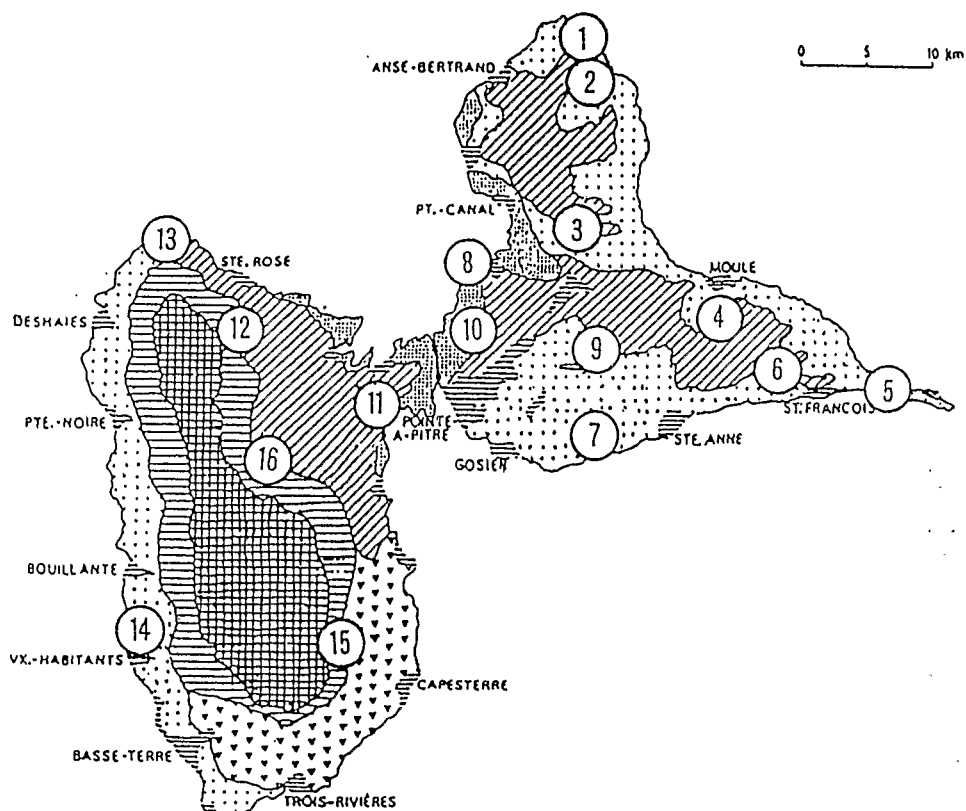 1
0 5 10 km
ANSE-BERTRAND
2
PT.-CANAL
3
13
STE. ROSE
8
MOULE
DESHAIES
12
10
9
4
6
5
ST. FRANCOIS
PTE.-NOIRE
11
POINTE
A-PITRE
7
STE. ANNE
16
GOSIER
BOUILLANTE
14
15
VX.-HABITANTS
CAPESTERRE
BASSE-TERRE
TROIS-RIVIÈRES